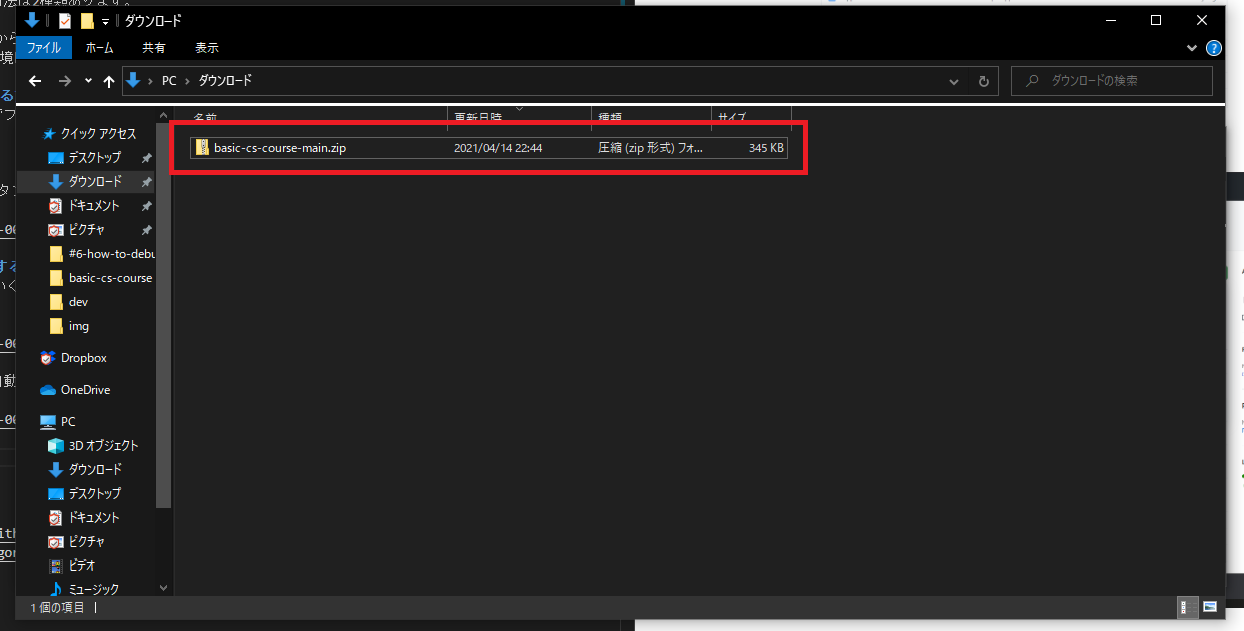 ダウンロード
ファイル ホーム 共有 表示
PC ダウンロード ダウンロードの検索
名前 更新日時 種類 サイズ
basic-cs-course-main.zip 2021/04/14 22:44 圧縮 (zip 形式) フォ... 345 KB
クイック アクセス
デスクトップ
ダウンロード
ドキュメント
ピクチャ
#6-how-to-debu
basic-cs-course
dev
img
Dropbox
OneDrive
PC
3D オブジェクト
ダウンロード
デスクトップ
ドキュメント
ピクチャ
ビデオ
ミュージック
1 個の項目